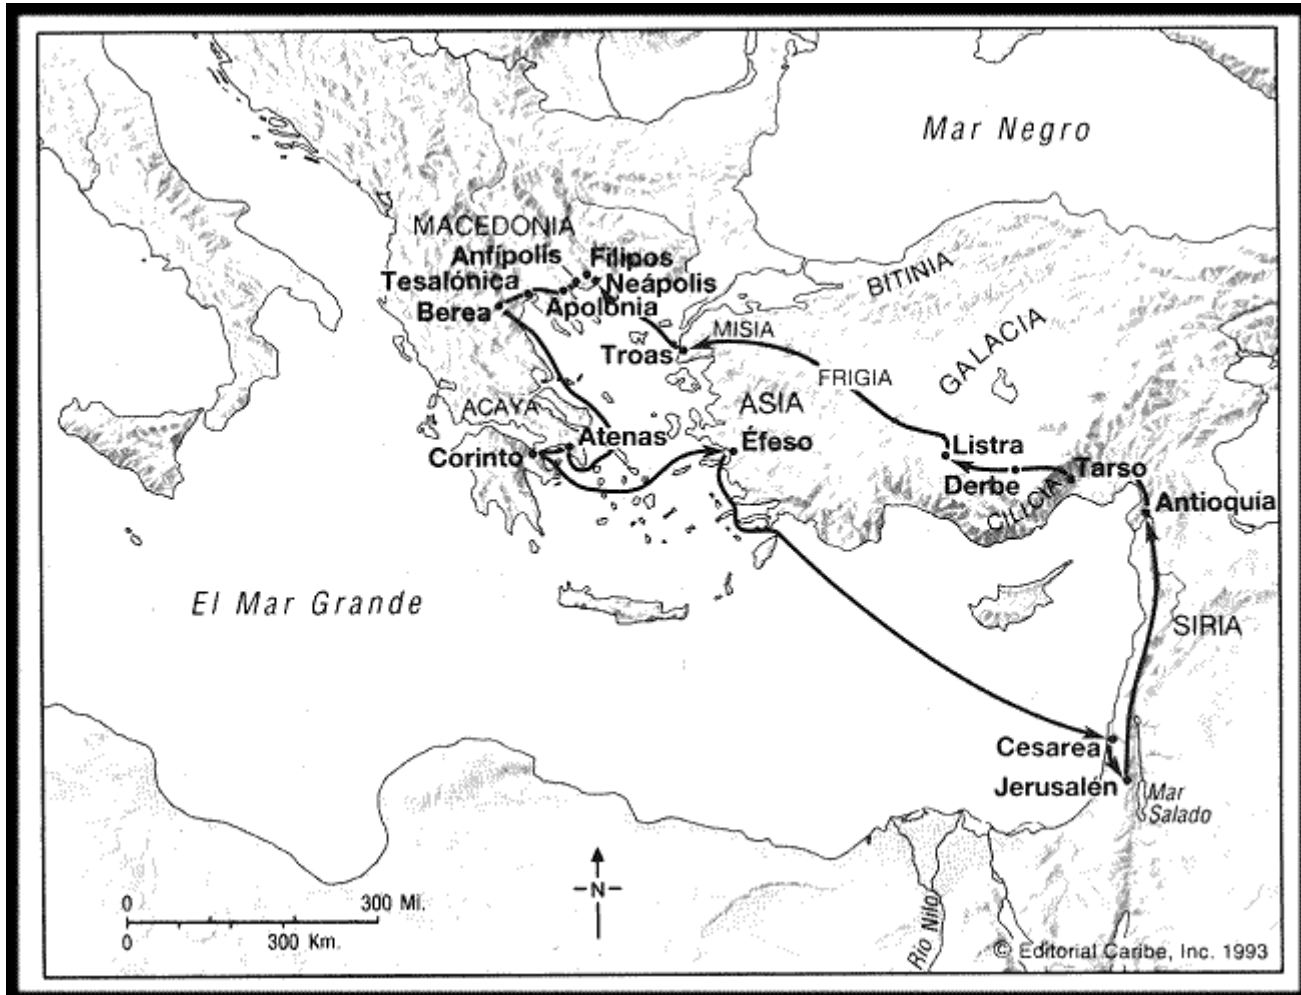 Mar Negro
MACEDONIA
Anfípolis
Filipos
Tesalónica
Neápolis
Berea
Apolonia
BITINIA
MISIA
Troas
GALACIA
FRIGIA
ACAYA
ASIA
Atenas
Éfeso
Corinto
Listra
Derbe
Tarso
CILICIA
Antioquía
El Mar Grande
SIRIA
Cesarea
Jerusalén
Mar
Salado
0 300 Mi.
0 300 Km.
-N-
Río Nilo
© Editorial Caribe, Inc. 1993